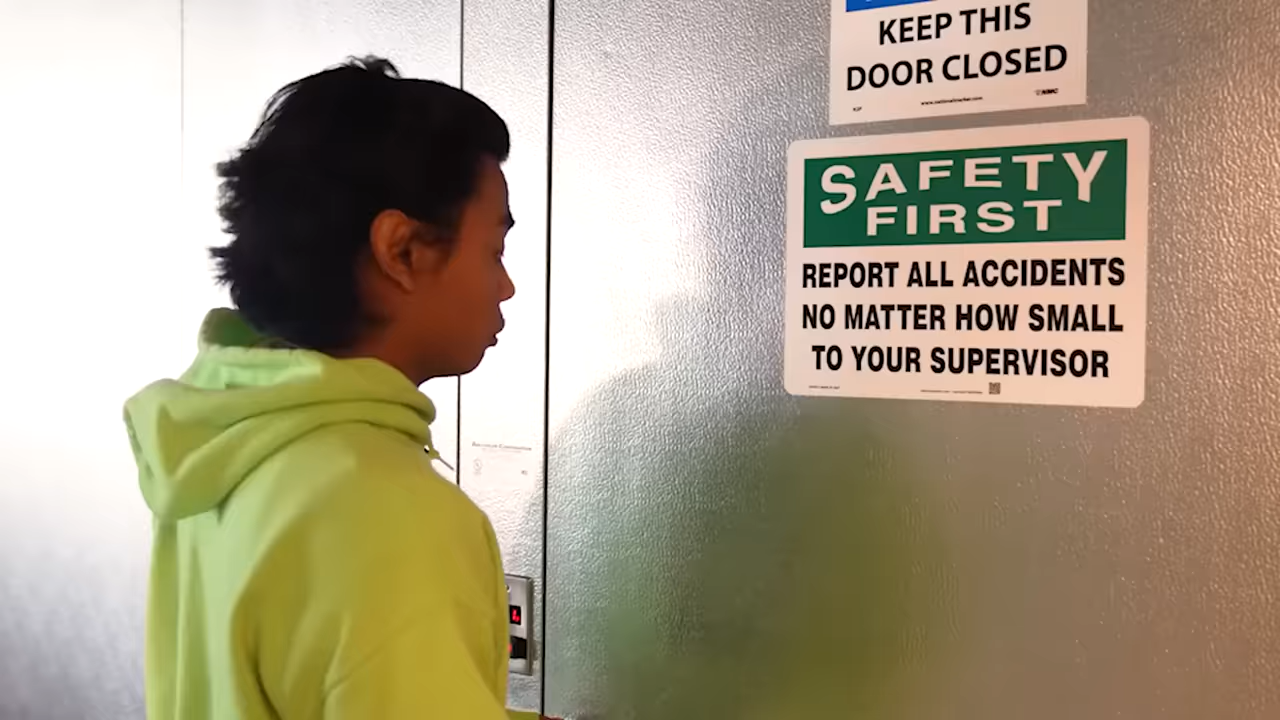 KEEP THIS
DOOR CLOSED
SAFETY
FIRST
REPORT ALL ACCIDENTS
NO MATTER HOW SMALL
TO YOUR SUPERVISOR